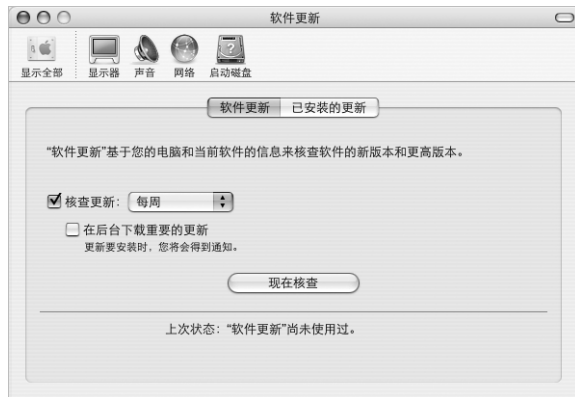 软件更新
显示全部 显示器 声音 网络 启动磁盘
软件更新 已安装的更新
“软件更新”基于您的电脑和当前软件的信息来核查软件的新版本和更高版本。
核查更新： 每周
在后台下载重要的更新
更新要安装时，您将会得到通知。
现在核查
上次状态：“软件更新”尚未使用过。